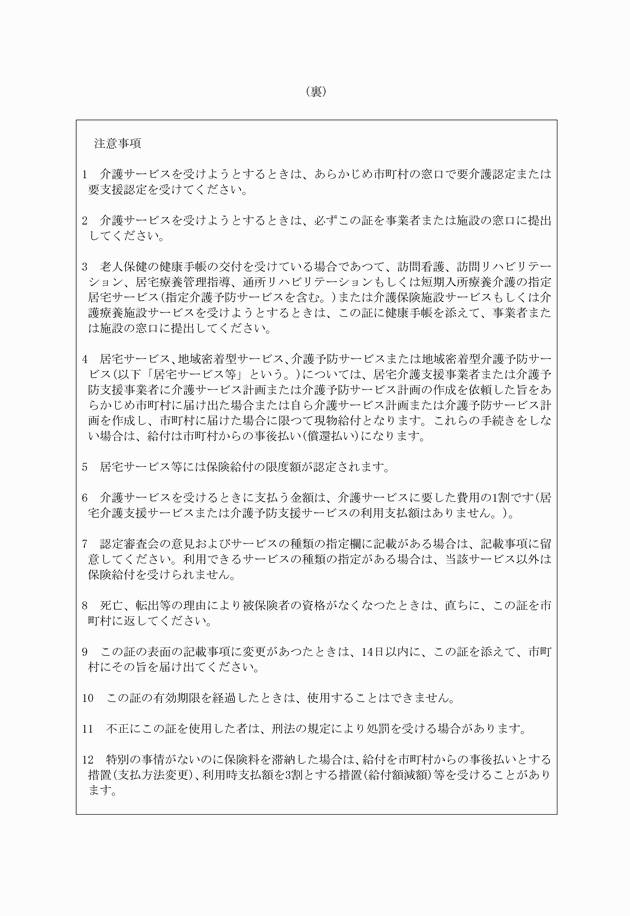 (裏)
注意事項
1　介護サービスを受けようとするときは、あらかじめ市町村の窓口で要介護認定または
要支援認定を受けてください。
2　介護サービスを受けようとするときは、必ずこの証を事業者または施設の窓口に提出
してください。
3　老人保健の健康手帳の交付を受けている場合であつて、訪問看護、訪問リハビリテー
ション、居宅療養管理指導、通所リハビリテーションもしくは短期入所療養介護の指定
居宅サービス(指定介護予防サービスを含む。)または介護保険施設サービスもしくは介
護療養施設サービスを受けようとするときは、この証に健康手帳を添えて、事業者また
は施設の窓口に提出してください。
4　居宅サービス、地域密着型サービス、介護予防サービスまたは地域密着型介護予防サー
ビス(以下「居宅サービス等」という。)については、居宅介護支援事業者または介護予
防支援事業者に介護サービス計画または介護予防サービス計画の作成を依頼した旨をあ
らかじめ市町村に届け出た場合または自ら介護サービス計画または介護予防サービス計
画を作成し、市町村に届けた場合に限つて現物給付となります。これらの手続きをしな
い場合は、給付は市町村からの事後払い(償還払い)になります。
5　居宅サービス等には保険給付の限度額が認定されます。
6　介護サービスを受けるときに支払う金額は、介護サービスに要した費用の1割です(居
宅介護支援サービスまたは介護予防支援サービスの利用支払額はありません。)。
7　認定審査会の意見およびサービスの種類の指定欄に記載がある場合は、記載事項に留
意してください。利用できるサービスの種類の指定がある場合は、当該サービス以外は
保険給付を受けられません。
8　死亡、転出等の理由により被保険者の資格がなくなつたときは、直ちに、この証を市
町村に返してください。
9　この証の表面の記載事項に変更があつたときは、14日以内に、この証を添えて、市町
村にその旨を届け出てください。
10　この証の有効期限を経過したときは、使用することはできません。
11　不正にこの証を使用した者は、刑法の規定により処罰を受ける場合があります。
12　特別の事情がないのに保険料を滞納した場合は、給付を市町村からの事後払いとする
措置(支払方法変更)、利用時支払額を3割とする措置(給付額減額)等を受けることがあり
ます。